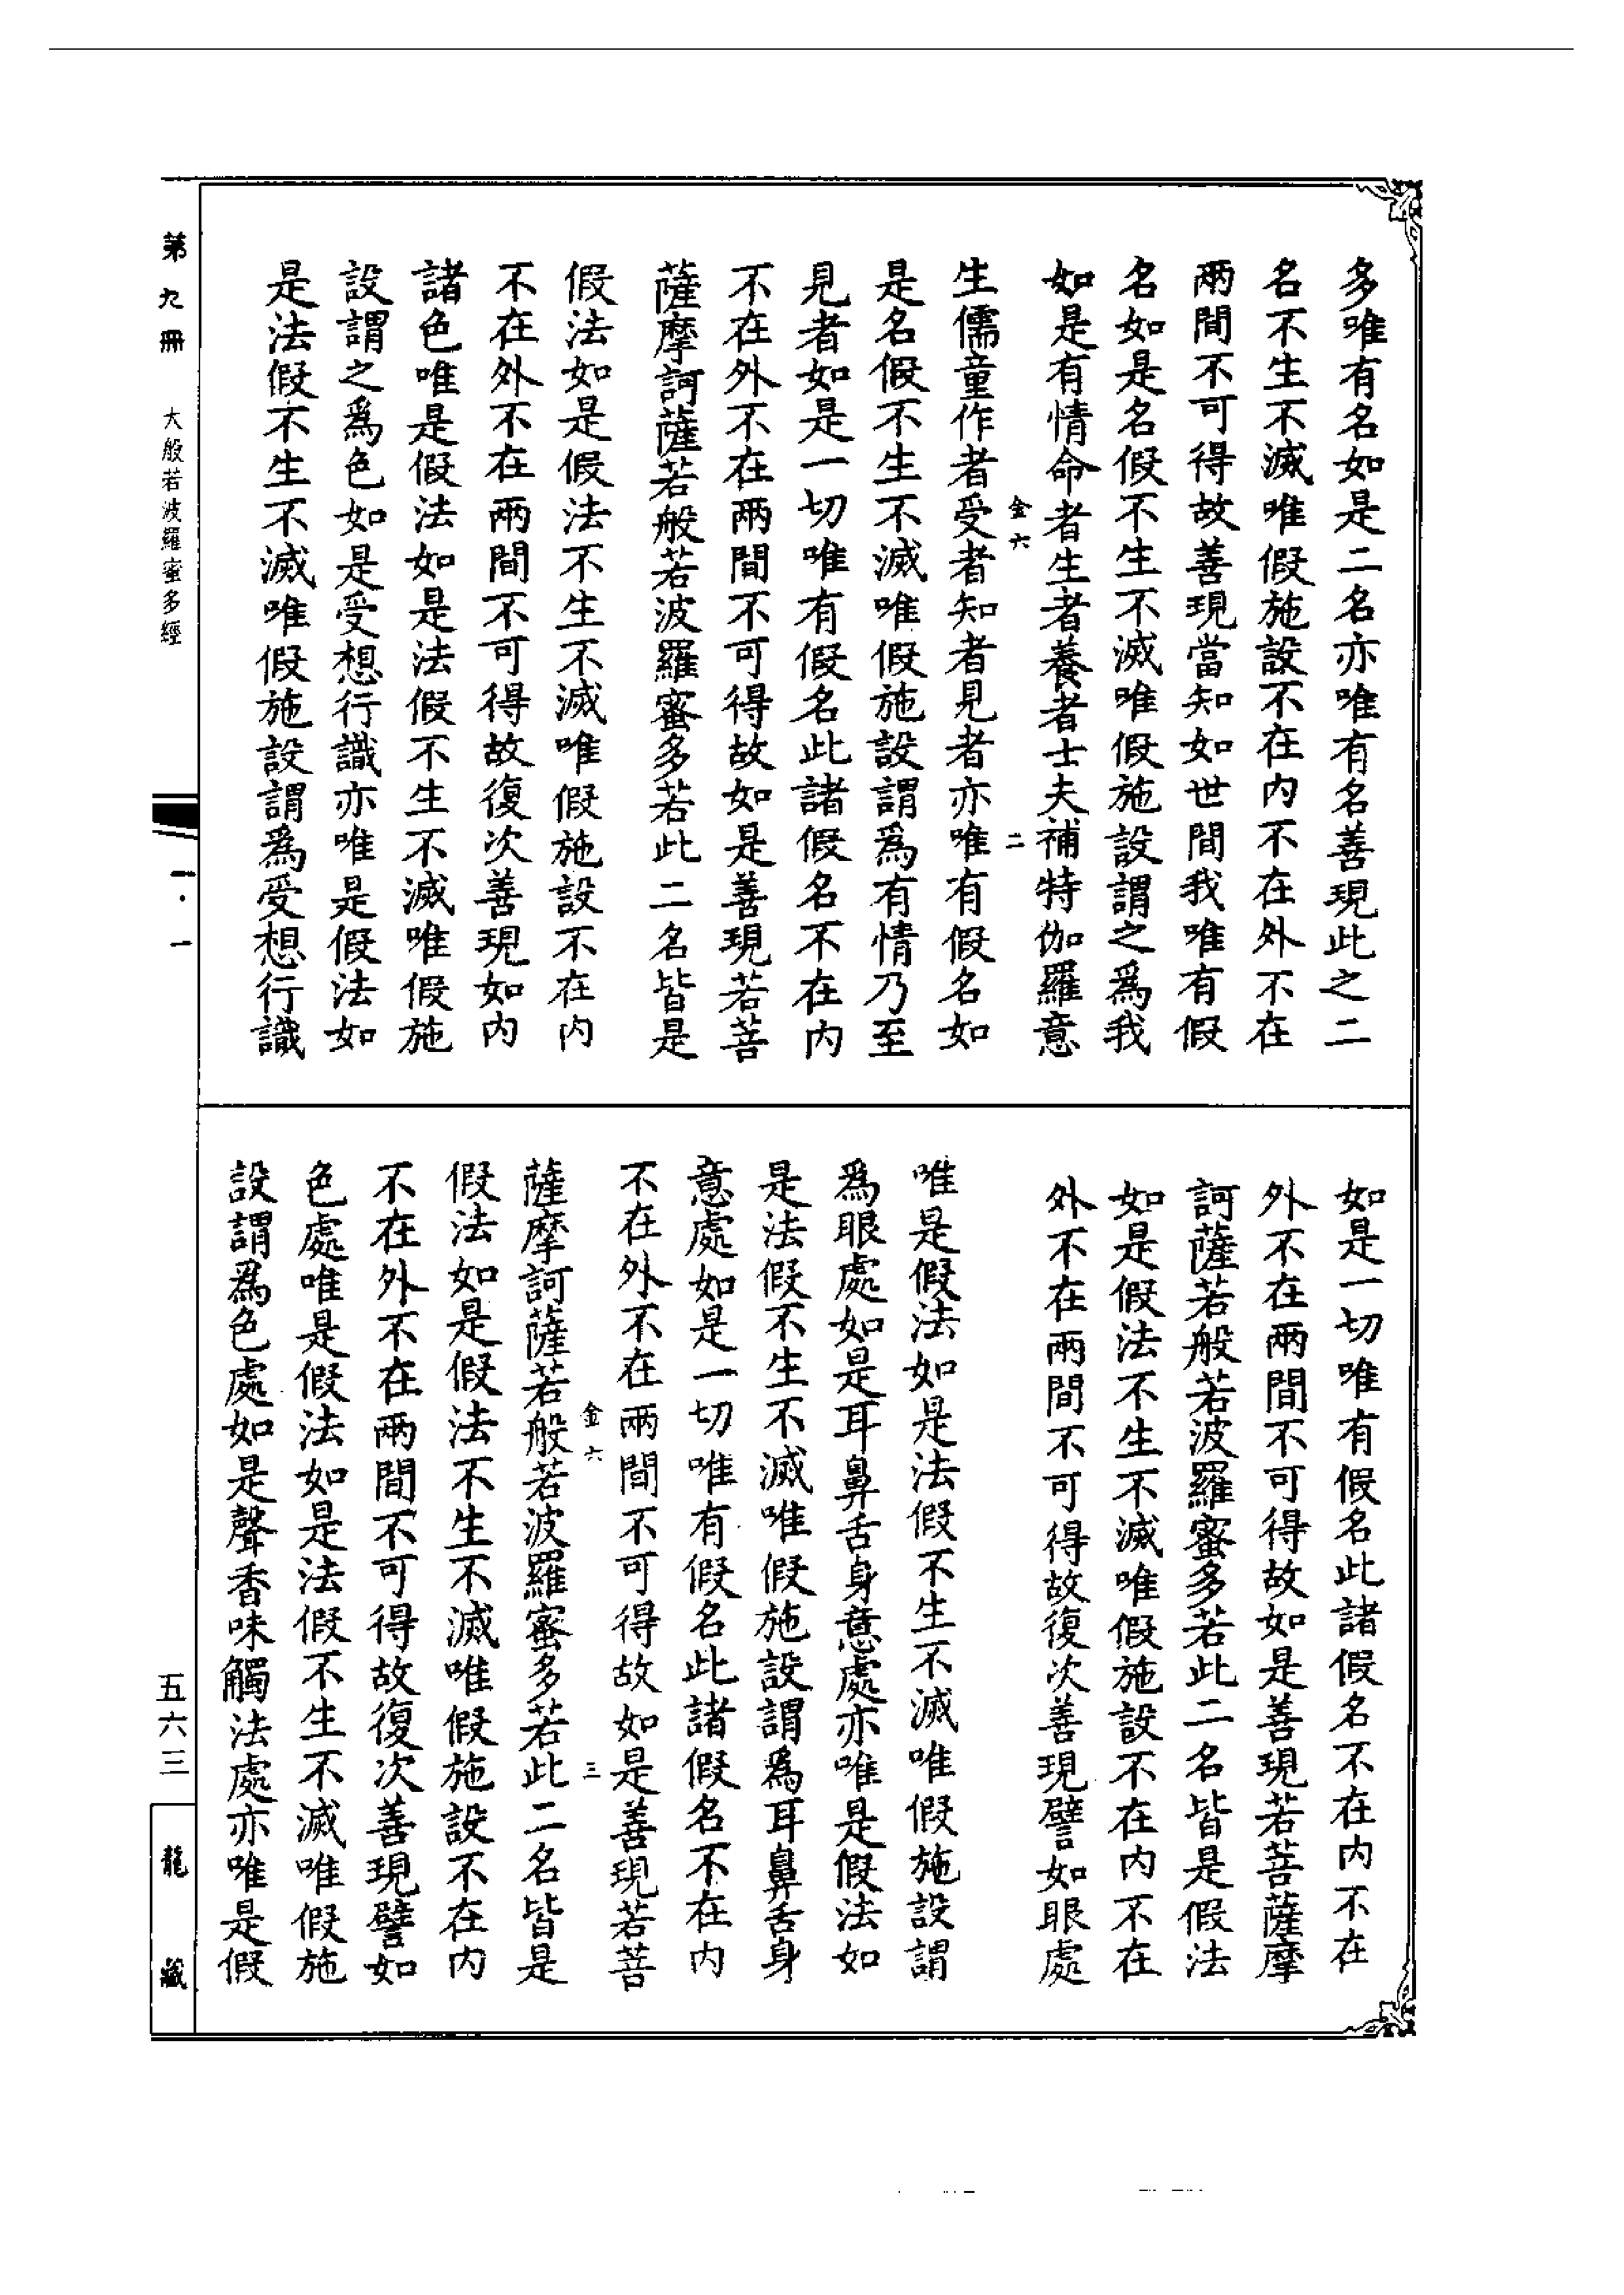 多唯有名如是二名亦唯有名善現此之二
名不生不滅唯假施設不在內不在外不在
兩間不可得故善現當知如世間我唯有假
名如是名假不生不滅唯假施設謂之爲我
如是有情命者生者養者士夫補特伽羅意
金六 二
生儒童作者受者知者見者亦唯有假名如
是名假不生不滅唯假施設謂爲有情乃至
見者如是一切唯有假名此諸假名不在內
不在外不在兩間不可得故如是善現若菩
薩摩訶薩若般若波羅蜜多若此二名皆是
假法如是假法不生不滅唯假施設不在內
不在外不在兩間不可得故復次善現如內
諸色唯是假法如是法假不生不滅唯假施
設謂之爲色如是受想行識亦唯是假法如
是法假不生不滅唯假施設謂爲受想行識
如是一切唯有假名此諸假名不在內不在
外不在兩間不可得故如是善現若菩薩摩
訶薩若般若波羅蜜多若此二名皆是假法
如是假法不生不滅唯假施設不在內不在
外不在兩間不可得故復次善現譬如眼處
唯是假法如是法假不生不滅唯假施設謂
爲眼處如是耳鼻舌身意處亦唯是假法如
是法假不生不滅唯假施設謂爲耳鼻舌身
意處如是一切唯有假名此諸假名不在內
不在外不在兩間不可得故如是善現若菩
金六 三
薩摩訶薩若般若波羅蜜多若此二名皆是
假法如是假法不生不滅唯假施設不在內
不在外不在兩間不可得故復次善現譬如
色處唯是假法如是法假不生不滅唯假施
設謂爲色處如是聲香味觸法處亦唯是假
第九冊 大般若波羅蜜多經
一·一
五六三
龍藏